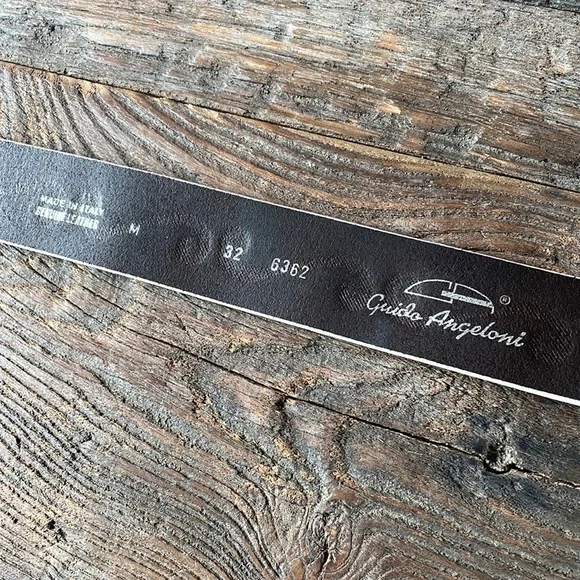 MADE IN ITALY
GENUINE LEATHER
M
32 6362
Guido Angeloni
®